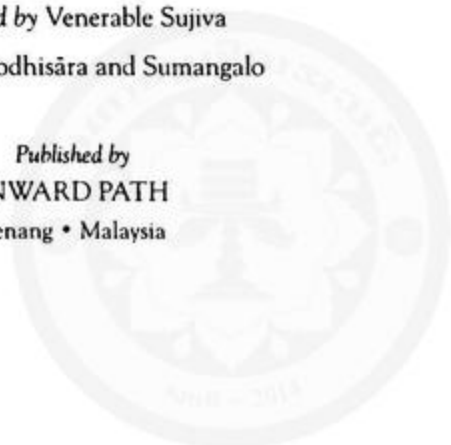 d by Venerable Sujiva
odhisāra and Sumangalo
Published by
NWARD PATH
enang • Malaysia